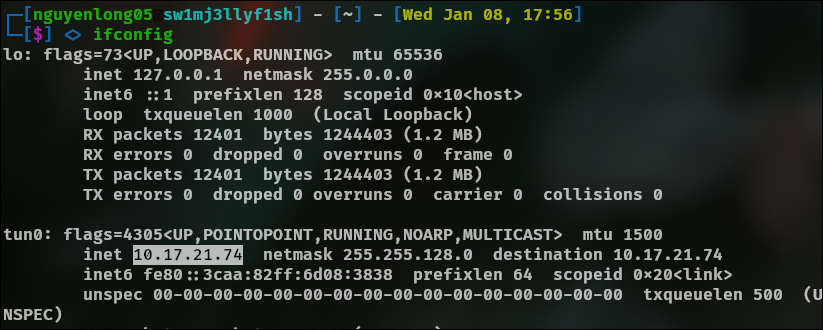 [nguyenlong05 sw1mj3llyf1sh] - [~] - [Wed Jan 08, 17:56]
[$] <> ifconfig
lo: flags=73<UP,LOOPBACK,RUNNING>  mtu 65536
inet 127.0.0.1  netmask 255.0.0.0
inet6 ::1  prefixlen 128  scopeid 0x10<host>
loop  txqueuelen 1000  (Local Loopback)
RX packets 12401  bytes 1244403 (1.2 MB)
RX errors 0  dropped 0  overruns 0  frame 0
TX packets 12401  bytes 1244403 (1.2 MB)
TX errors 0  dropped 0 overruns 0  carrier 0  collisions 0
tun0: flags=4305<UP,POINTOPOINT,RUNNING,NOARP,MULTICAST>  mtu 1500
inet 10.17.21.74  netmask 255.255.128.0  destination 10.17.21.74
inet6 fe80::3caa:82ff:6d08:3838  prefixlen 64  scopeid 0x20<link>
unspec 00-00-00-00-00-00-00-00-00-00-00-00-00-00-00-00  txqueuelen 500  (U
NSPEC)